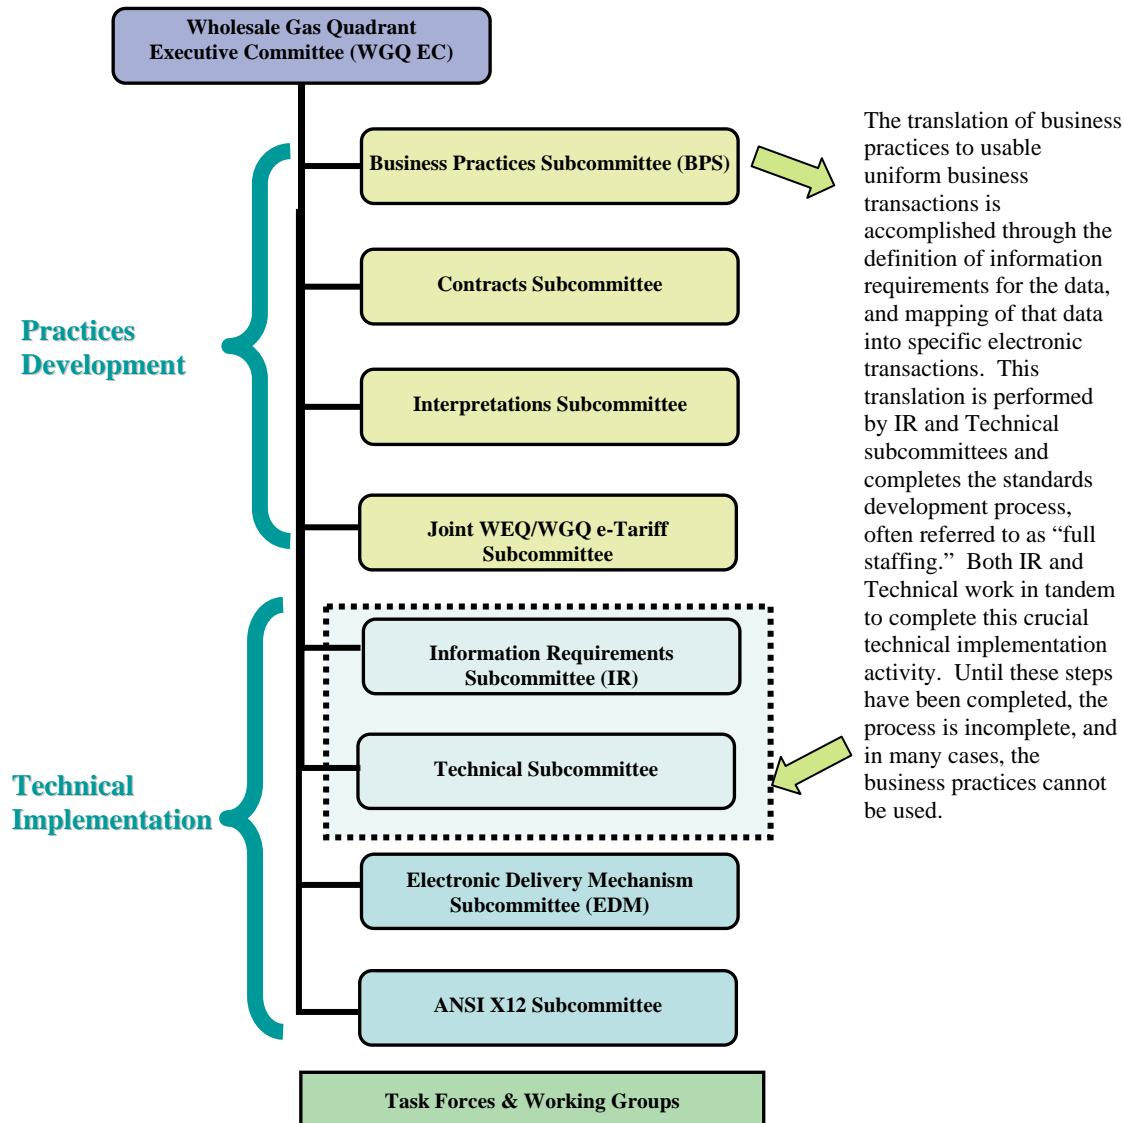 Wholesale Gas Quadrant
Executive Committee (WGQ EC)
Business Practices Subcommittee (BPS)
Contracts Subcommittee
Practices
Development
Interpretations Subcommittee
Joint WEQ/WGQ e-Tariff
Subcommittee
Information Requirements
Subcommittee (IR)
Technical Subcommittee
Technical
Implementation
Electronic Delivery Mechanism
Subcommittee (EDM)
ANSI X12 Subcommittee
Task Forces & Working Groups
The translation of business
practices to usable
uniform business
transactions is
accomplished through the
definition of information
requirements for the data,
and mapping of that data
into specific electronic
transactions.  This
translation is performed
by IR and Technical
subcommittees and
completes the standards
development process,
often referred to as “full
staffing.”  Both IR and
Technical work in tandem
to complete this crucial
technical implementation
activity.  Until these steps
have been completed, the
process is incomplete, and
in many cases, the
business practices cannot
be used.